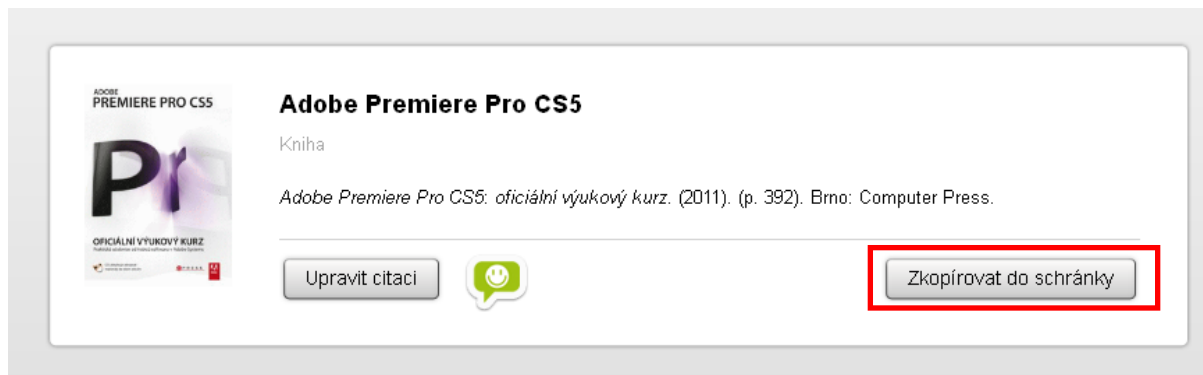 ADOBE
PREMIERE PRO CS5
Pr
OFICIÁLNÍ VÝUKOVÝ KURZ
Adobe Premiere Pro CS5
Kniha
Adobe Premiere Pro CS5: oficiální výukový kurz. (2011). (p. 392). Brno: Computer Press.
Upravit citaci
Zkopírovat do schránky